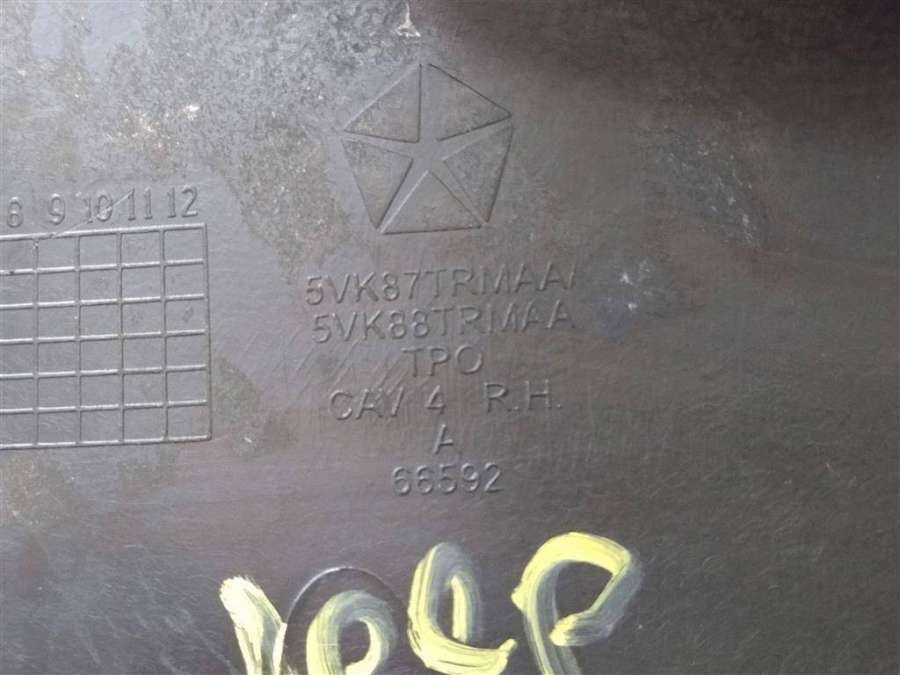 8 9 10 11 12
5VK87TRMAA
5VK88TRMAA
TPO
CAV 4 R.H.
A
66592